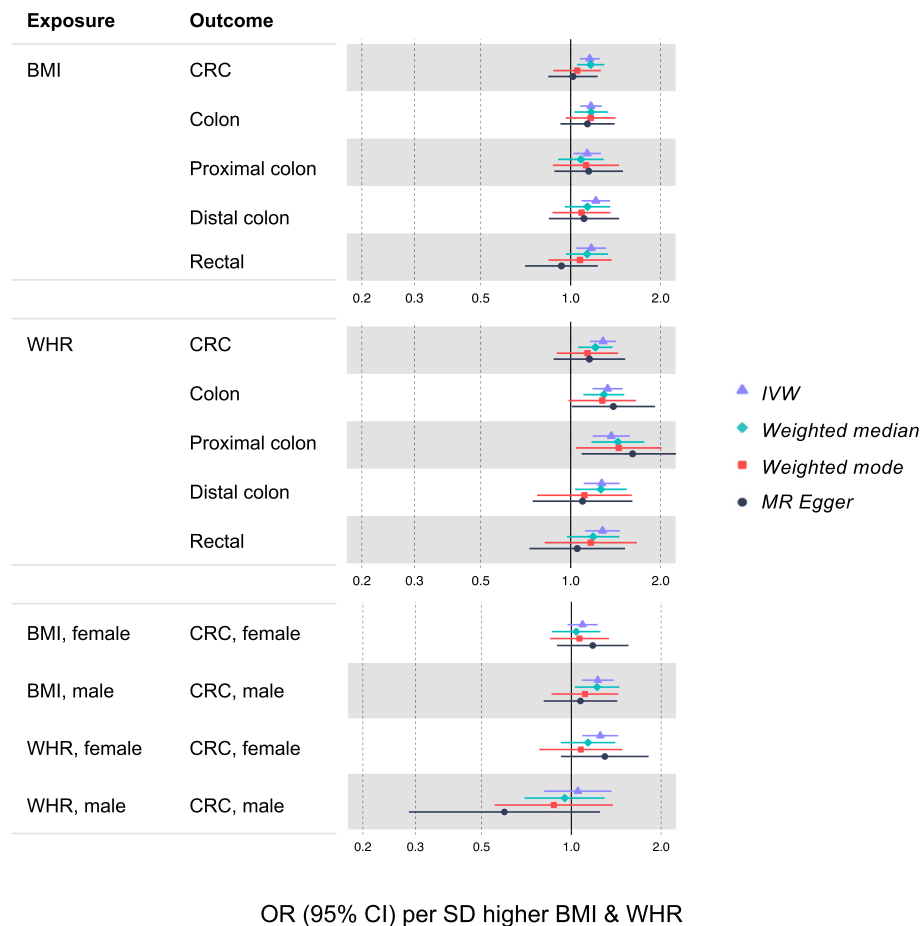 Exposure Outcome
BMI CRC
Colon
Proximal colon
Distal colon
Rectal
0.2 0.3 0.5 1.0 2.0
WHR CRC
Colon
Proximal colon
Distal colon
Rectal
0.2 0.3 0.5 1.0 2.0
IVW
Weighted median
Weighted mode
MR Egger
BMI, female CRC, female
BMI, male CRC, male
WHR, female CRC, female
WHR, male CRC, male
0.2 0.3 0.5 1.0 2.0
OR (95% CI) per SD higher BMI & WHR